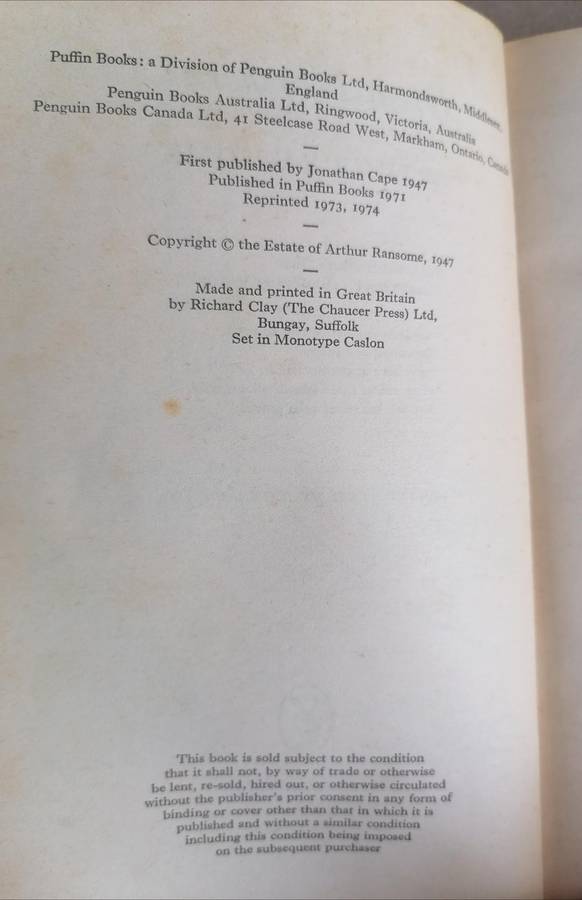 Puffin Books: a Division of Penguin Books Ltd, Harmondsworth, Middlesex,
England
Penguin Books Australia Ltd, Ringwood, Victoria, Australia
Penguin Books Canada Ltd, 41 Steelcase Road West, Markham, Ontario, Canada
—
First published by Jonathan Cape 1947
Published in Puffin Books 1971
Reprinted 1973, 1974
—
Copyright © the Estate of Arthur Ransome, 1947
—
Made and printed in Great Britain
by Richard Clay (The Chaucer Press) Ltd,
Bungay, Suffolk
Set in Monotype Caslon
This book is sold subject to the condition
that it shall not, by way of trade or otherwise
be lent, re-sold, hired out, or otherwise circulated
without the publisher's prior consent in any form of
binding or cover other than that in which it is
published and without a similar condition
including this condition being imposed
on the subsequent purchaser